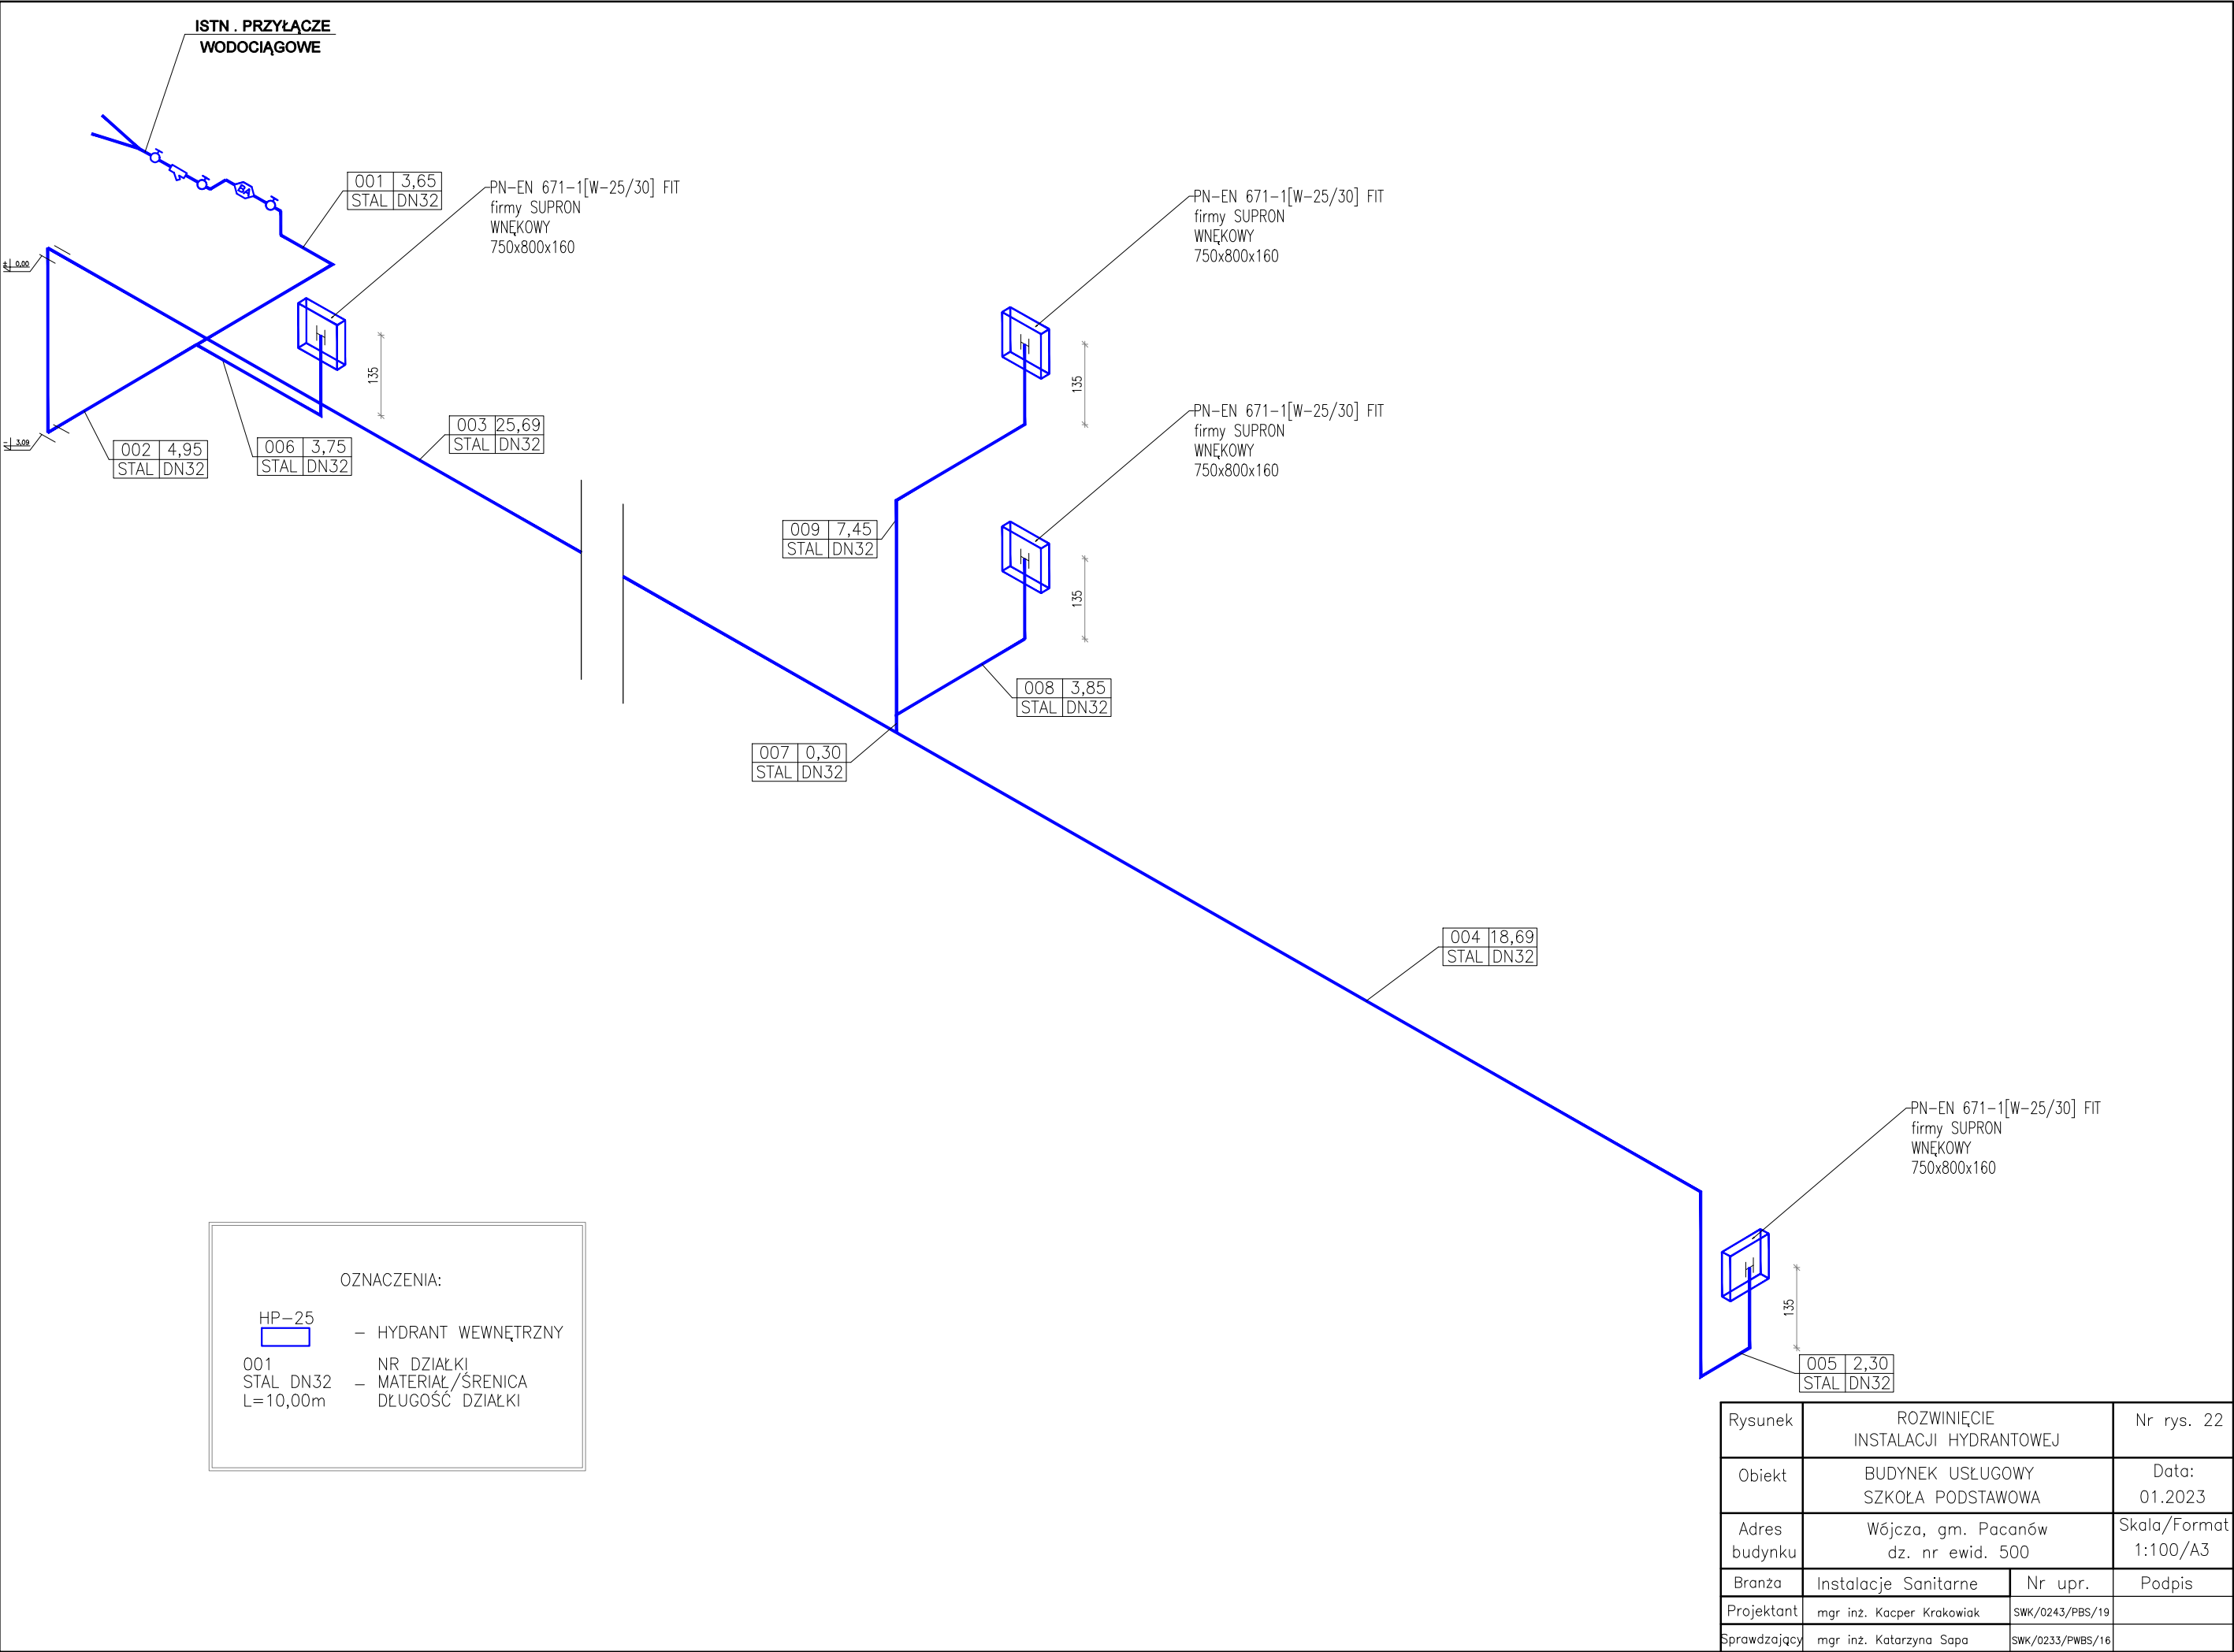 ISTN . PRZYŁĄCZE
WODOCIĄGOWE
001 3,65
STAL DN32
PN-EN 671-1[W-25/30] FIT
firmy SUPRON
WNĘKOWY
750x800x160
PN-EN 671-1[W-25/30] FIT
firmy SUPRON
WNĘKOWY
750x800x160
BA
± 0.00
H
135
H
135
- 3.09
002 4,95
STAL DN32
006 3,75
STAL DN32
003 25,69
STAL DN32
PN-EN 671-1[W-25/30] FIT
firmy SUPRON
WNĘKOWY
750x800x160
009 7,45
STAL DN32
H
135
008 3,85
STAL DN32
007 0,30
STAL DN32
004 18,69
STAL DN32
PN-EN 671-1[W-25/30] FIT
firmy SUPRON
WNĘKOWY
750x800x160
H
135
005 2,30
STAL DN32
OZNACZENIA:
HP-25
- HYDRANT WEWNĘTRZNY
001 NR DZIAŁKI
STAL DN32 - MATERIAŁ/ŚRENICA
L=10,00m DŁUGOŚĆ DZIAŁKI
Rysunek ROZWINIĘCIE Nr rys. 22
INSTALACJI HYDRANTOWEJ
Obiekt BUDYNEK USŁUGOWY Data:
SZKOŁA PODSTAWOWA 01.2023
Adres Wójcza, gm. Pacanów Skala/Format
budynku dz. nr ewid. 500 1:100/A3
Branża Instalacje Sanitarne Nr upr. Podpis
Projektant mgr inż. Kacper Krakowiak SWK/0243/PBS/19
Sprawdzający mgr inż. Katarzyna Sapa SWK/0233/PWBS/16